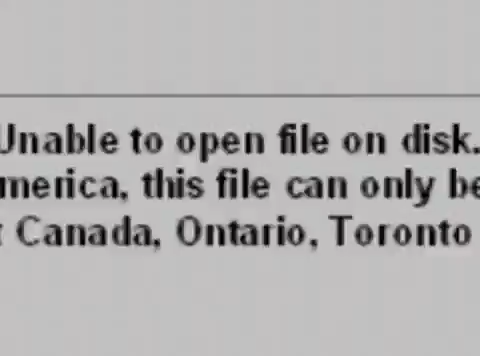 Unable to open file on disk.
merica, this file can only be
Canada, Ontario, Toronto